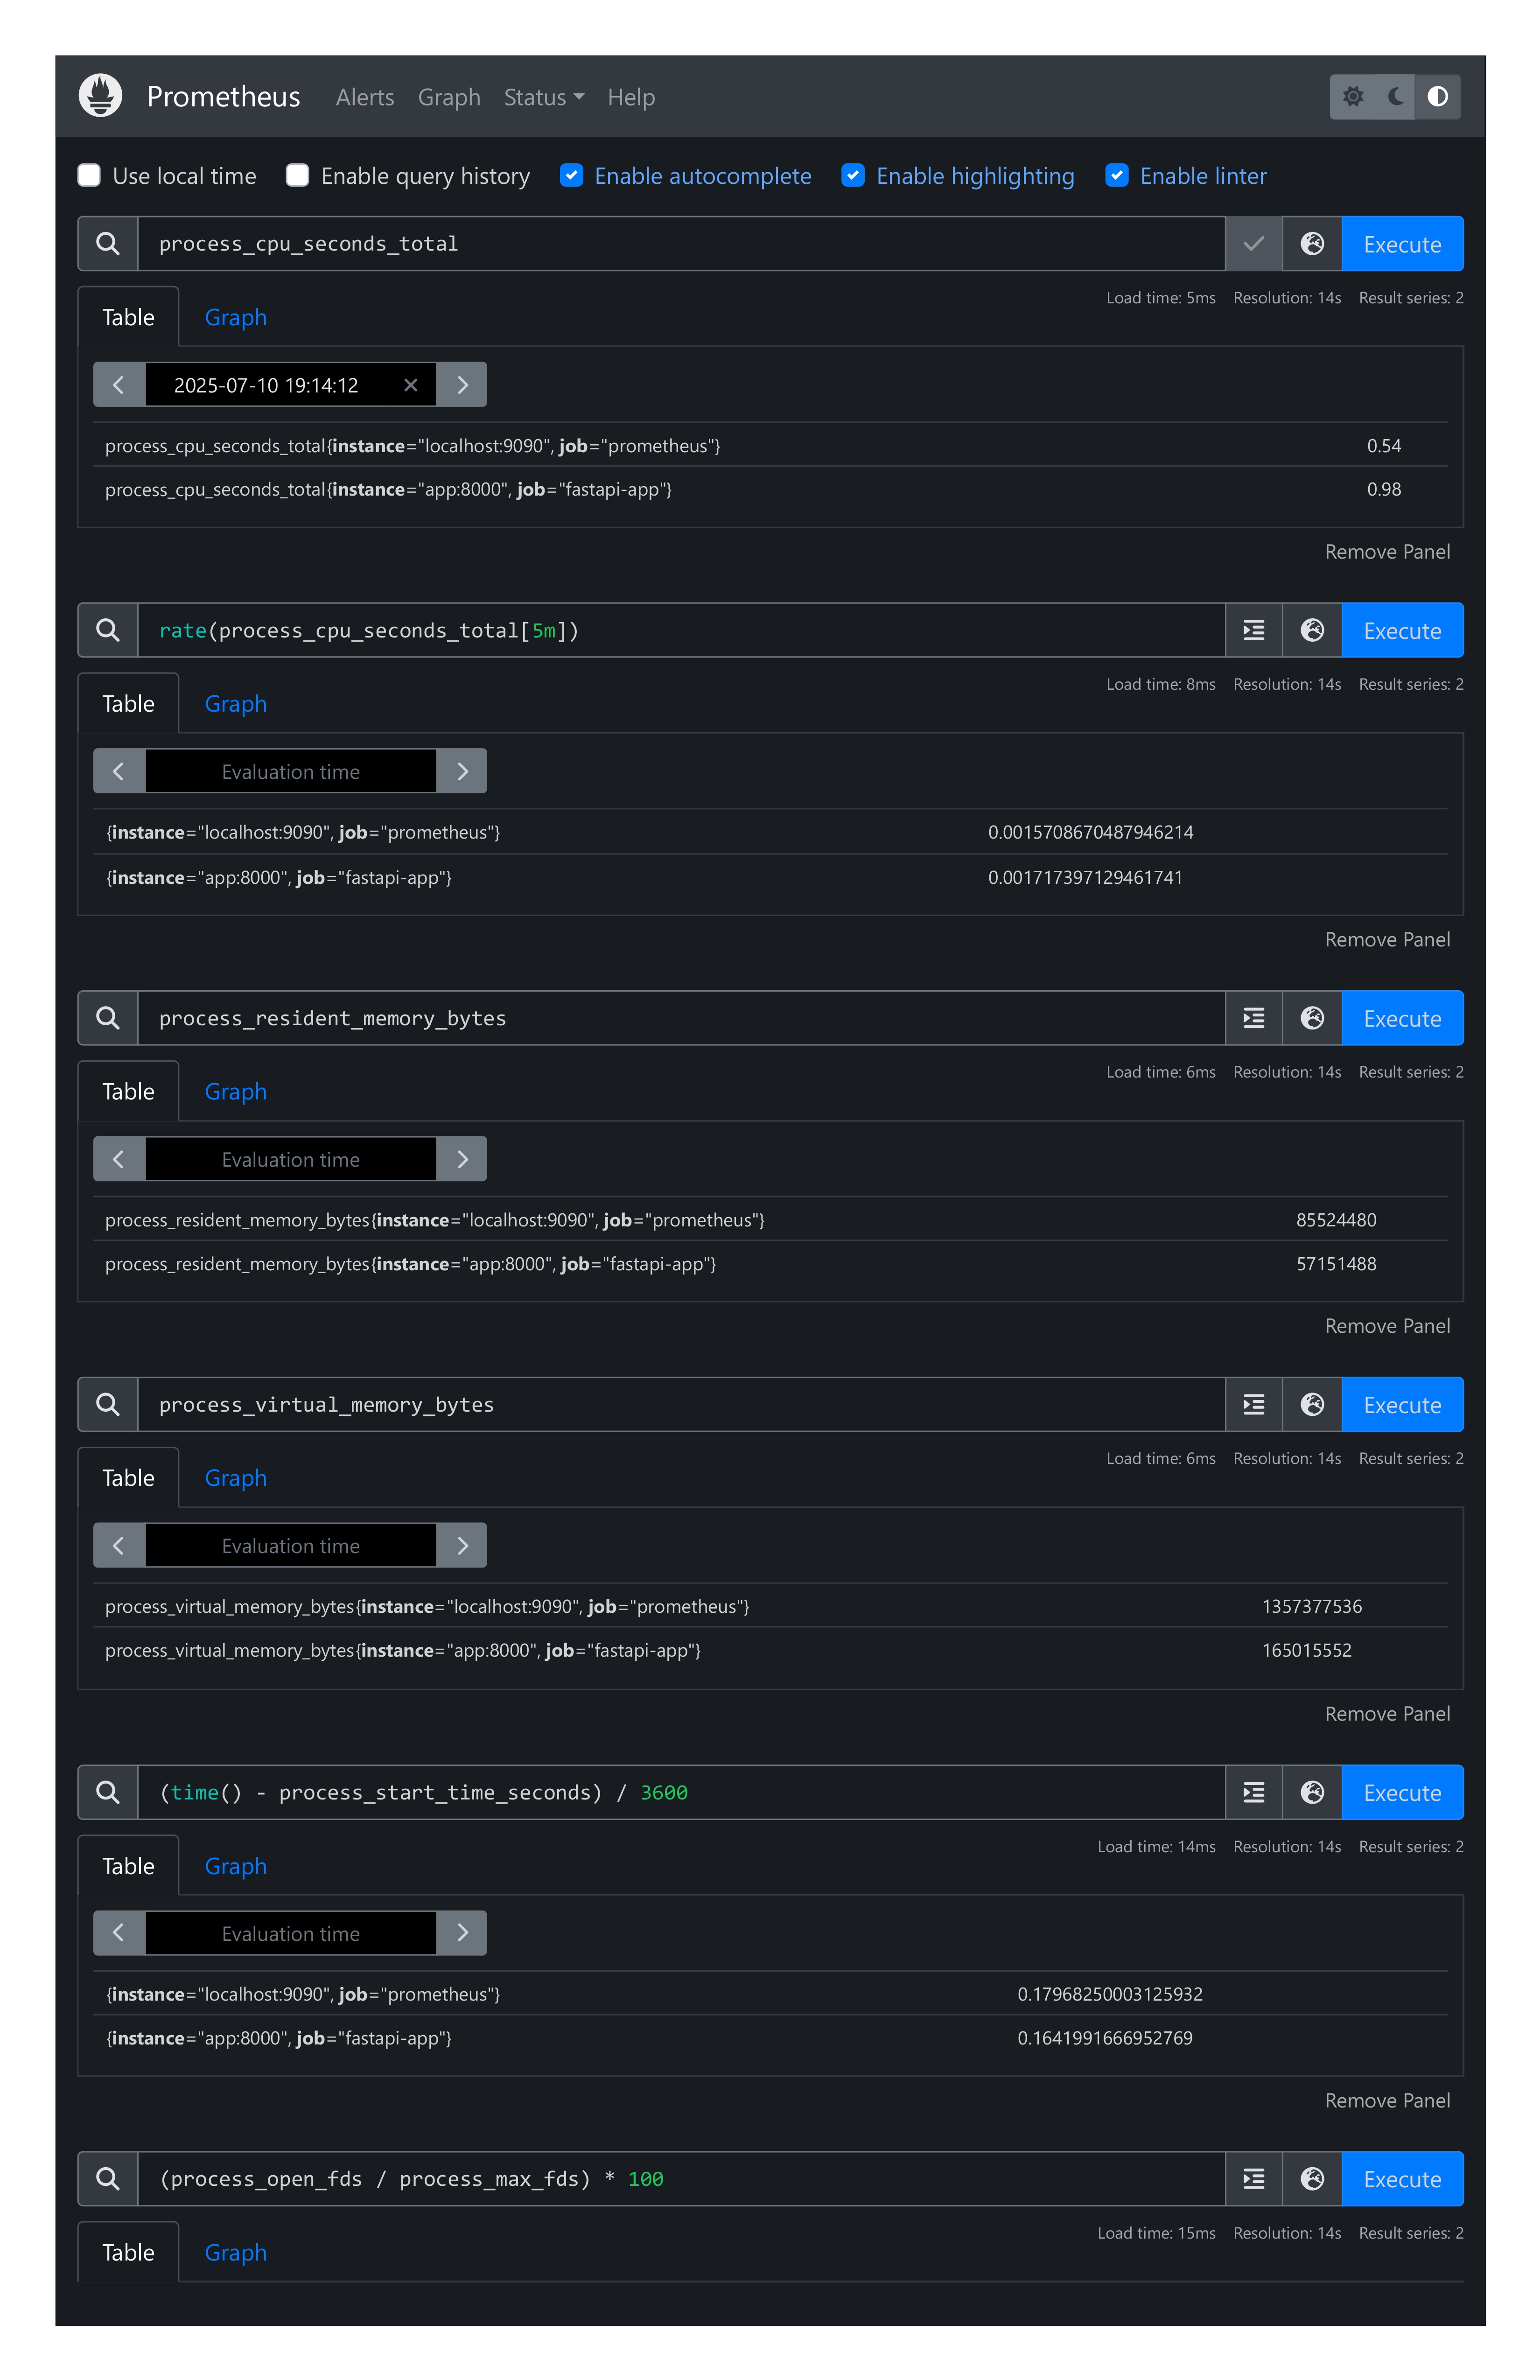 Prometheus Alerts Graph Status Help
Use local time Enable query history Enable autocomplete Enable highlighting Enable linter
process_cpu_seconds_total Execute
Load time: 5ms Resolution: 14s Result series: 2
Table Graph
2025-07-10 19:14:12
process_cpu_seconds_total{instance="localhost:9090", job="prometheus"} 0.54
process_cpu_seconds_total{instance="app:8000", job="fastapi-app"} 0.98
Remove Panel
rate(process_cpu_seconds_total[5m]) Execute
Load time: 8ms Resolution: 14s Result series: 2
Table Graph
Evaluation time
{instance="localhost:9090", job="prometheus"} 0.0015708670487946214
{instance="app:8000", job="fastapi-app"} 0.001717397129461741
Remove Panel
process_resident_memory_bytes Execute
Load time: 6ms Resolution: 14s Result series: 2
Table Graph
Evaluation time
process_resident_memory_bytes{instance="localhost:9090", job="prometheus"} 85524480
process_resident_memory_bytes{instance="app:8000", job="fastapi-app"} 57151488
Remove Panel
process_virtual_memory_bytes Execute
Load time: 6ms Resolution: 14s Result series: 2
Table Graph
Evaluation time
process_virtual_memory_bytes{instance="localhost:9090", job="prometheus"} 1357377536
process_virtual_memory_bytes{instance="app:8000", job="fastapi-app"} 165015552
Remove Panel
(time() - process_start_time_seconds) / 3600 Execute
Load time: 14ms Resolution: 14s Result series: 2
Table Graph
Evaluation time
{instance="localhost:9090", job="prometheus"} 0.17968250003125932
{instance="app:8000", job="fastapi-app"} 0.1641991666952769
Remove Panel
(process_open_fds / process_max_fds) * 100 Execute
Load time: 15ms Resolution: 14s Result series: 2
Table Graph